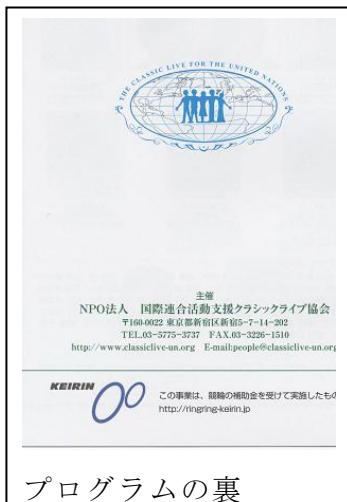 THE CLASSIC LIVE FOR THE UNITED NATIONS
主催
NPO法人 国際連合活動支援クラシックライブ協会
〒160-0022 東京都新宿区新宿5-7-14-202
TEL.03-5775-3737 FAX.03-3226-1510
http://www.classiclive-un.org E-mail:people@classiclive-un.org
KEIRIN
この事業は、競輪の補助金を受けて実施したもの
http://ringring-keirin.jp
プログラムの裏